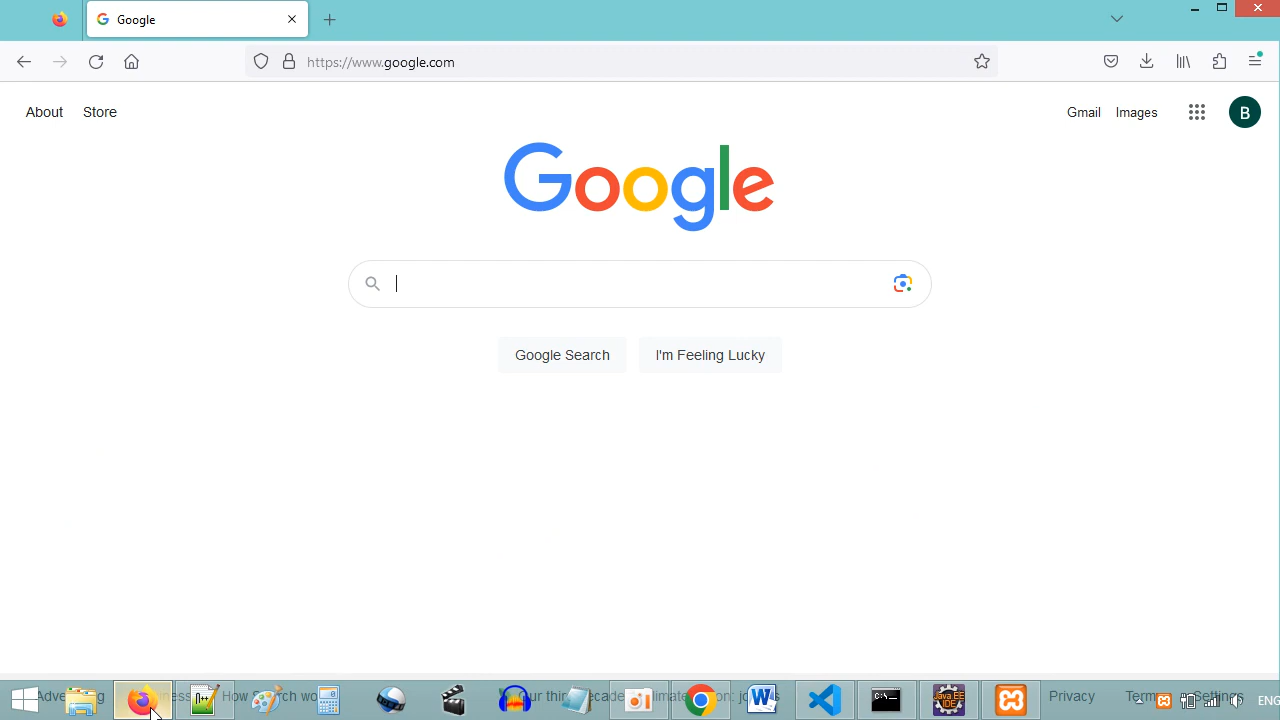 Google
https://www.google.com
About Store Gmail Images B
Google
Google Search I'm Feeling Lucky
Privacy
ENG